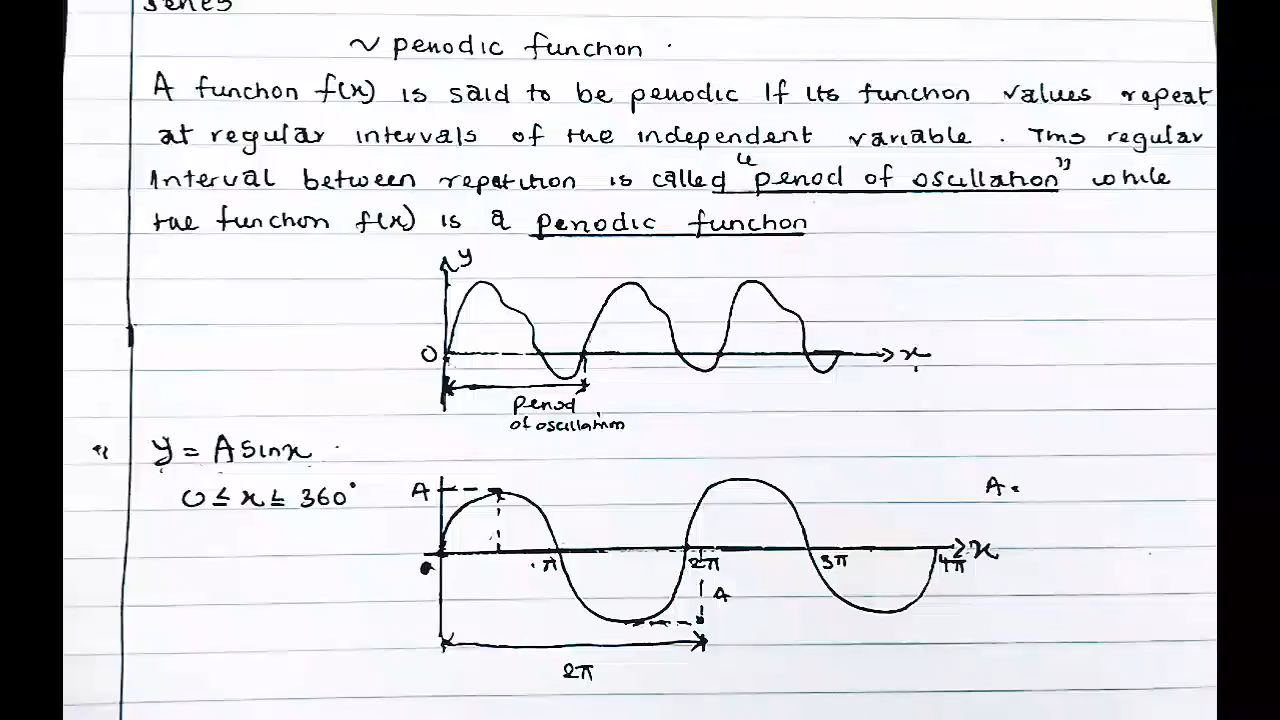 series
~ periodic function .
A function f(x) is said to be periodic if its function values repeat
at regular intervals of the independent variable . This regular
interval between repetition is called "period of oscillation" while
the function f(x) is a periodic function
y
O x
period
of oscillation
y = A sinx
0 ≤ x ≤ 360°
A
A
π 2π 3π 4π x
A
2π